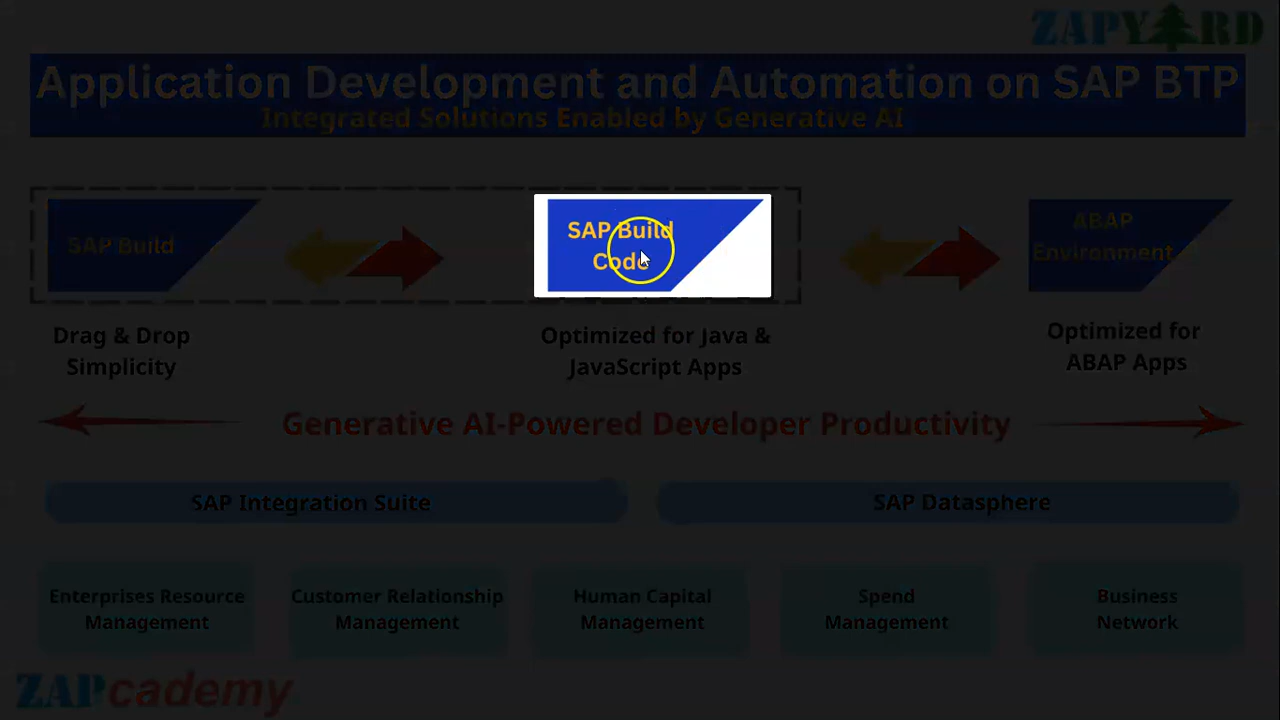 ZAPYARD
Application Development and Automation on SAP BTP
Integrated Solutions Enabled by Generative AI
SAP Build
SAP Build
Code
ABAP
Environment
Drag & Drop
Simplicity
Optimized for Java &
JavaScript Apps
Optimized for
ABAP Apps
Generative AI-Powered Developer Productivity
SAP Integration Suite
SAP Datasphere
Enterprises Resource
Management
Customer Relationship
Management
Human Capital
Management
Spend
Management
Business
Network
ZAPcademy